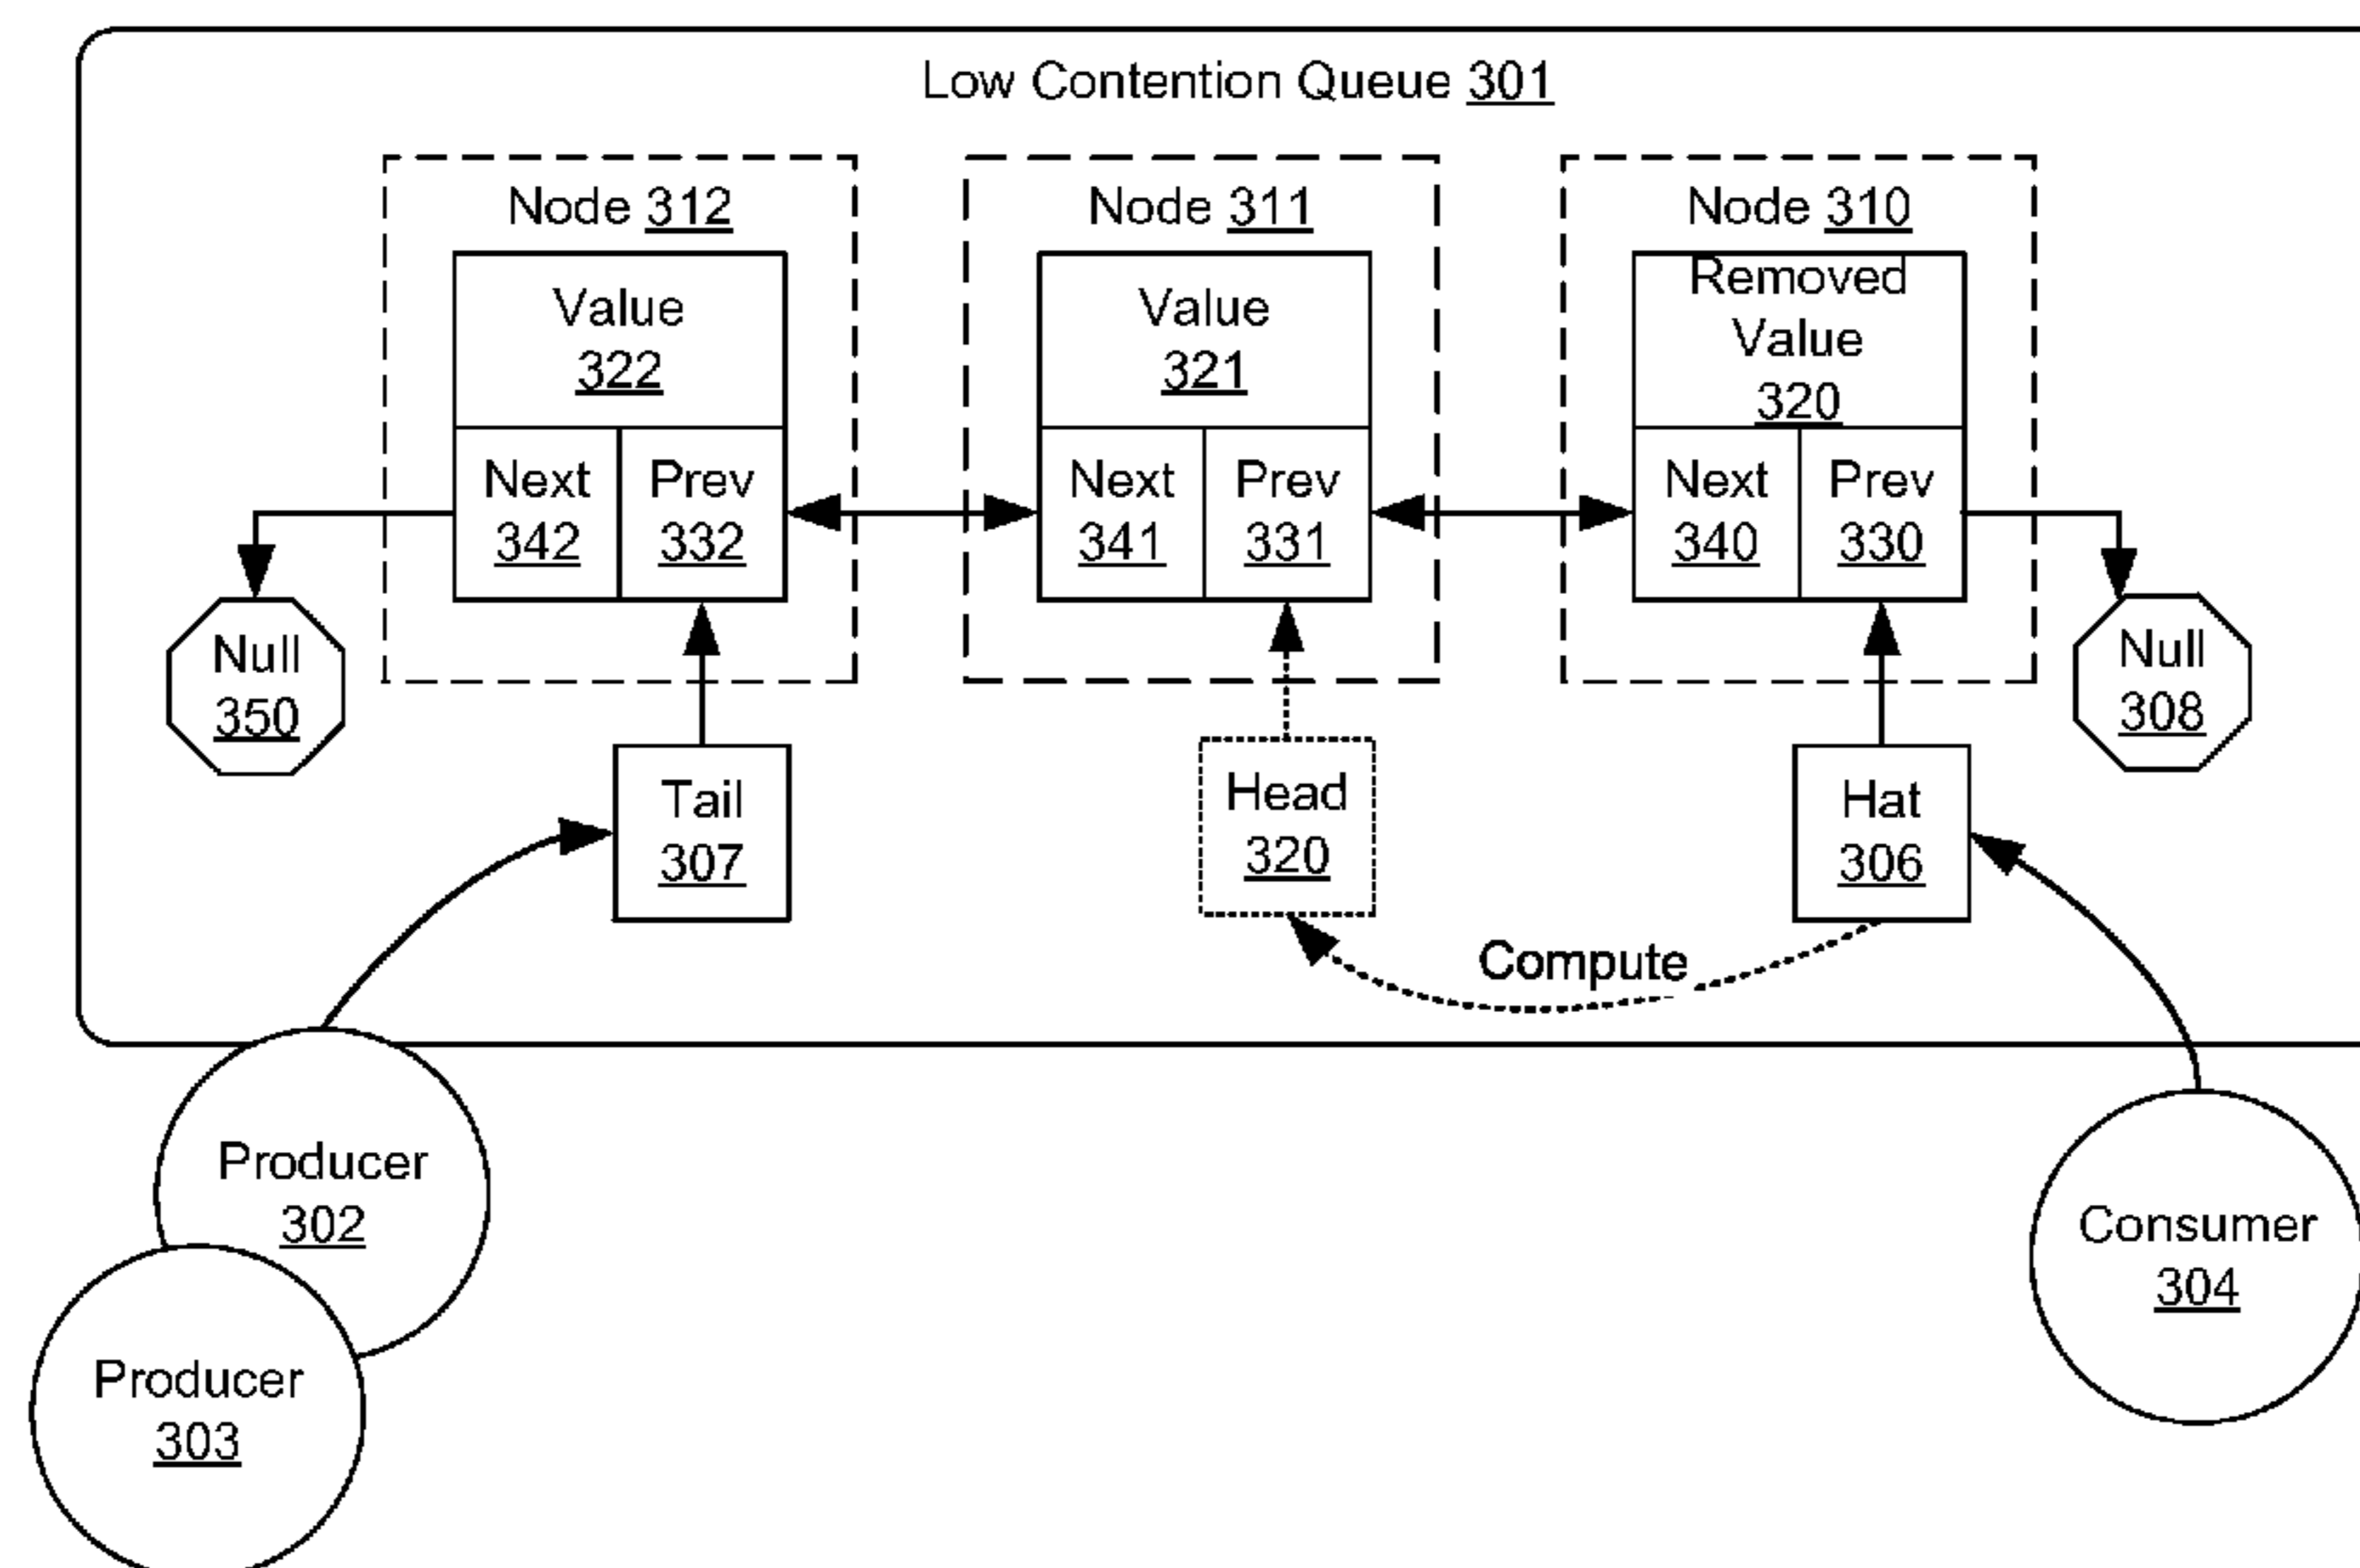 Low Contention Queue 301
Node 312
Value
322
Next
342
Prev
332
Node 311
Value
321
Next
341
Prev
331
Node 310
Removed
Value
320
Next
340
Prev
330
Null
350
Null
308
Tail
307
Head
320
Hat
306
Compute
Producer
302
Producer
303
Consumer
304